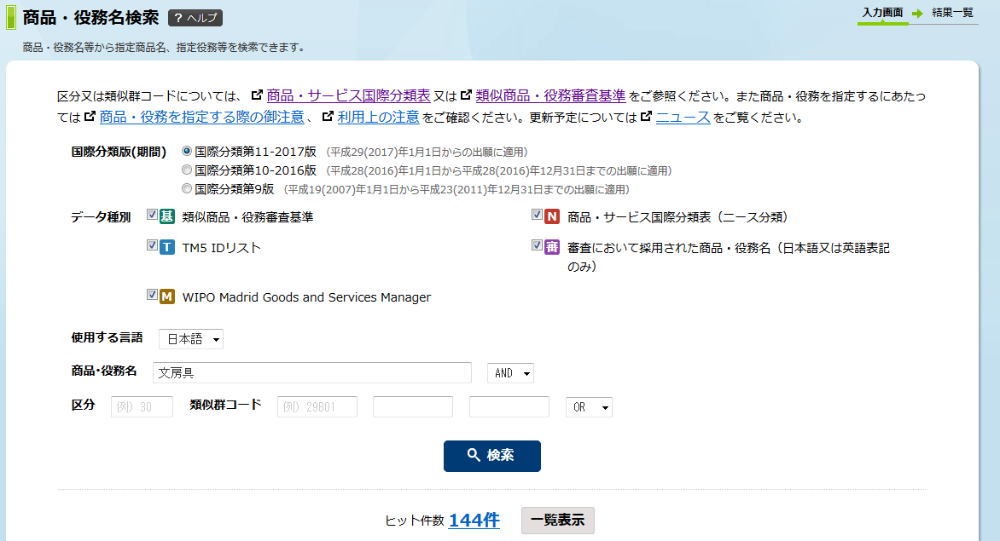 商品・役務名検索 ? ヘルプ 入力画面 結果一覧
商品・役務名等から指定商品名、指定役務等を検索できます。
区分又は類似群コードについては、 商品・サービス国際分類表 又は 類似商品・役務審査基準 をご参照ください。また商品・役務を指定するにあたっ
ては 商品・役務を指定する際の御注意 、 利用上の注意 をご確認ください。更新予定については ニュース をご覧ください。
国際分類版(期間) 国際分類第11-2017版 （平成29(2017)年1月1日からの出願に適用）
国際分類第10-2016版 （平成28(2016)年1月1日から平成28(2016)年12月31日までの出願に適用）
国際分類第9版 （平成19(2007)年1月1日から平成23(2011)年12月31日までの出願に適用）
データ種別 基 類似商品・役務審査基準 N 商品・サービス国際分類表（ニース分類）
T TM5 IDリスト 審 審査において採用された商品・役務名（日本語又は英語表記
のみ）
M WIPO Madrid Goods and Services Manager
使用する言語 日本語
商品・役務名 文房具 AND
区分 例）30 類似群コード 例）29B01 OR
検索
ヒット件数 144件 一覧表示